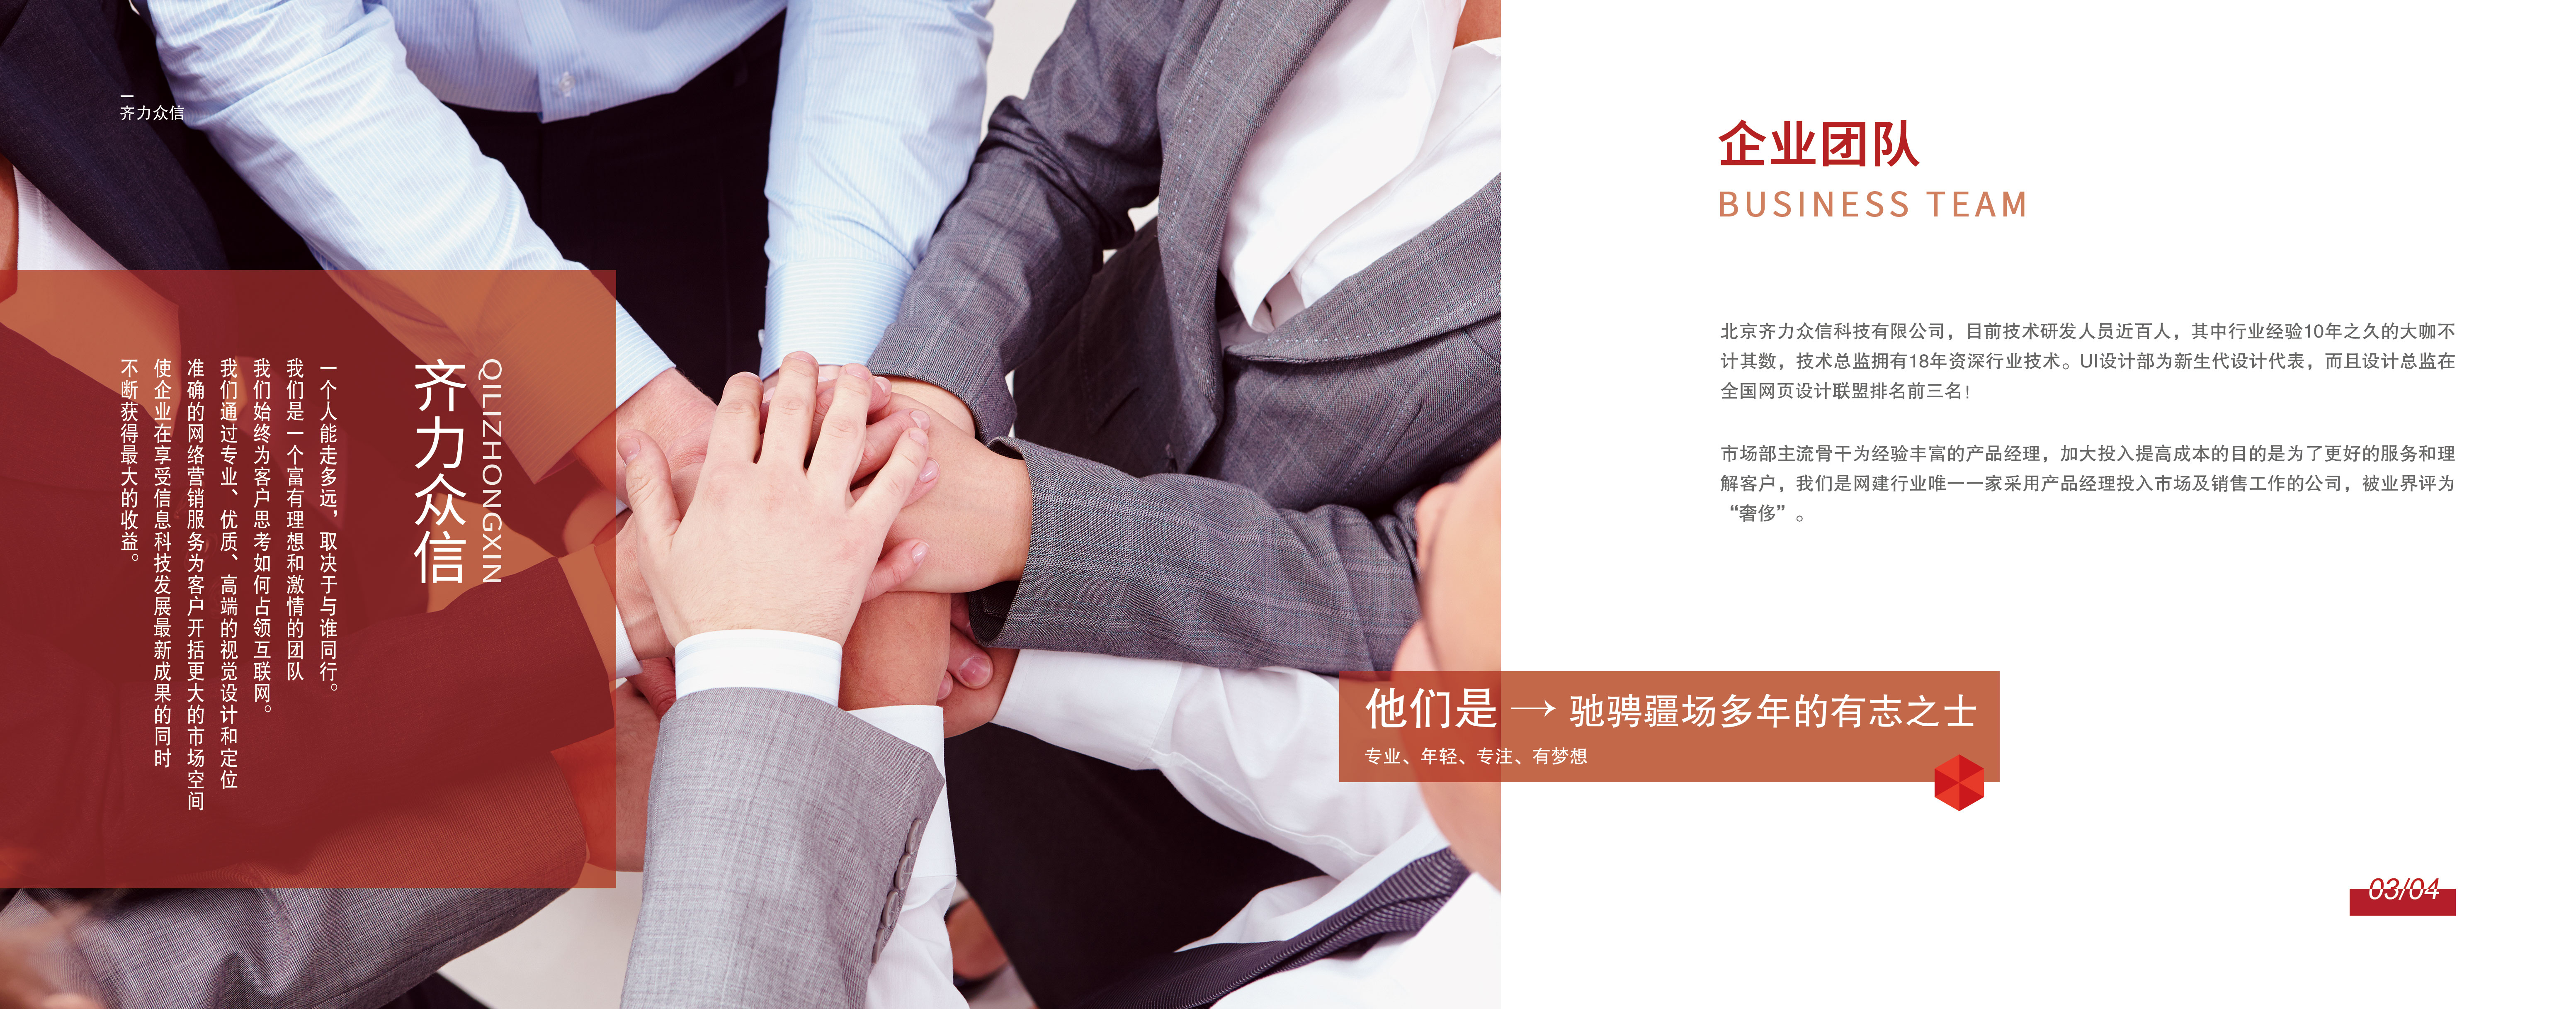 齐力众信
QILIZHONGXIN
齐力众信
一个人能走多远，取决于与谁同行。
我们是一个富有理想和激情的团队
我们始终为客户思考如何占领互联网。
我们通过专业、优质、高端的视觉设计和定位
准确的网络营销服务为客户开括更大的市场空间
使企业在享受信息科技发展最新成果的同时
不断获得最大的收益。
企业团队
BUSINESS TEAM
北京齐力众信科技有限公司，目前技术研发人员近百人，其中行业经验10年之久的大咖不
计其数，技术总监拥有18年资深行业技术。UI设计部为新生代设计代表，而且设计总监在
全国网页设计联盟排名前三名！
市场部主流骨干为经验丰富的产品经理，加大投入提高成本的目的是为了更好的服务和理
解客户，我们是网建行业唯一一家采用产品经理投入市场及销售工作的公司，被业界评为
“奢侈”。
他们是→驰骋疆场多年的有志之士
专业、年轻、专注、有梦想
03/04